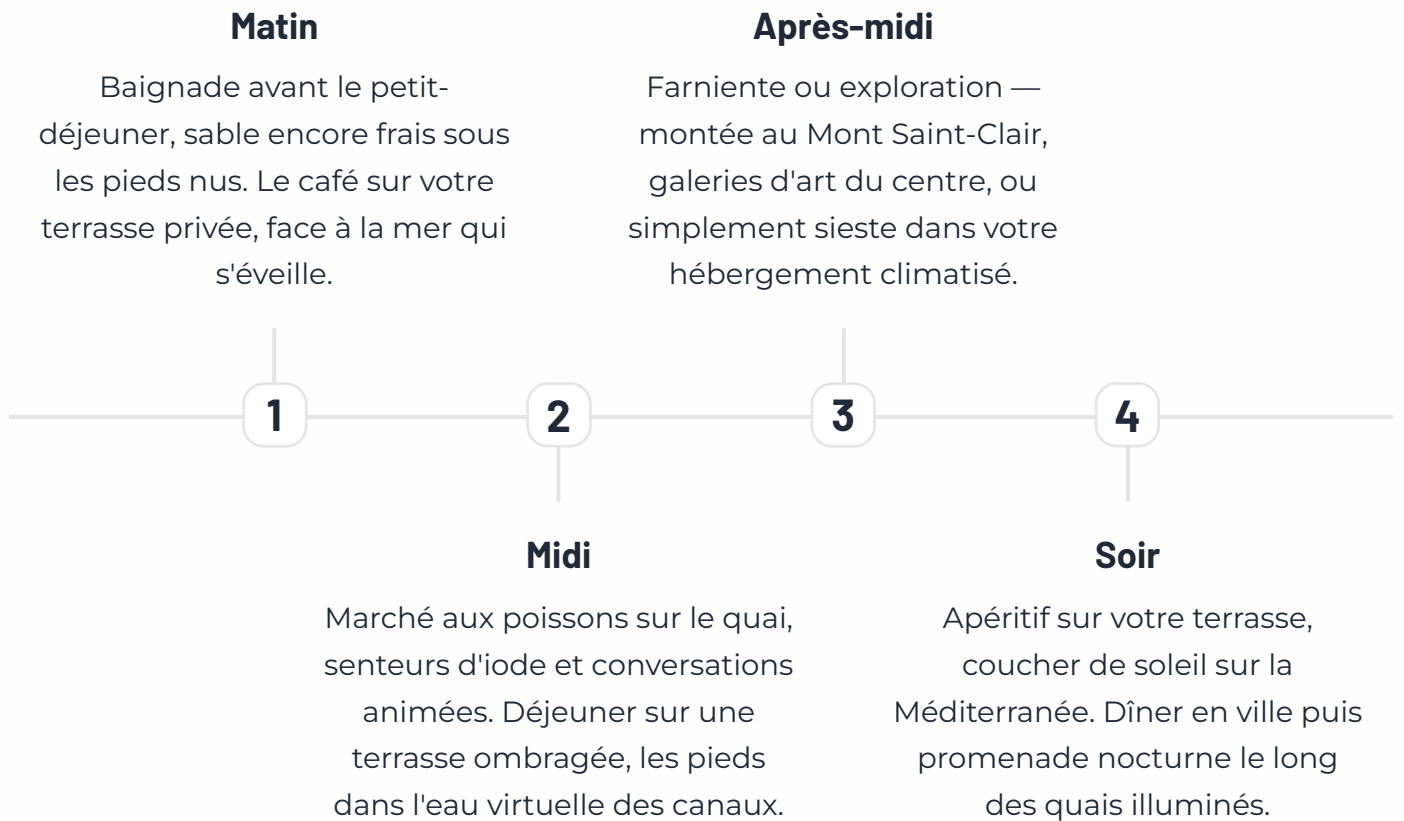 Matin
Baignade avant le petit-
déjeuner, sable encore frais sous
les pieds nus. Le café sur votre
terrasse privée, face à la mer qui
s'éveille.
Après-midi
Farniente ou exploration —
montée au Mont Saint-Clair,
galeries d'art du centre, ou
simplement sieste dans votre
hébergement climatisé.
1
2
3
4
Midi
Marché aux poissons sur le quai,
senteurs d'iode et conversations
animées. Déjeuner sur une
terrasse ombragée, les pieds
dans l'eau virtuelle des canaux.
Soir
Apéritif sur votre terrasse,
coucher de soleil sur la
Méditerranée. Dîner en ville puis
promenade nocturne le long
des quais illuminés.